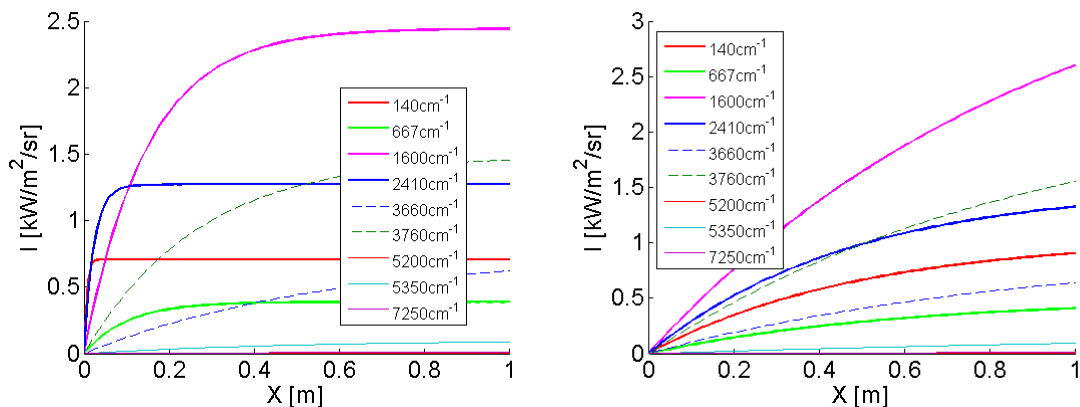 2.5
2
1.5
1
0.5
0
I [kW/m²/sr]
140cm⁻¹
667cm⁻¹
1600cm⁻¹
2410cm⁻¹
3660cm⁻¹
3760cm⁻¹
5200cm⁻¹
5350cm⁻¹
7250cm⁻¹
0 0.2 0.4 0.6 0.8 1
X [m]
3
2.5
2
1.5
1
0.5
0
I [kW/m²/sr]
140cm⁻¹
667cm⁻¹
1600cm⁻¹
2410cm⁻¹
3660cm⁻¹
3760cm⁻¹
5200cm⁻¹
5350cm⁻¹
7250cm⁻¹
0 0.2 0.4 0.6 0.8 1
X [m]